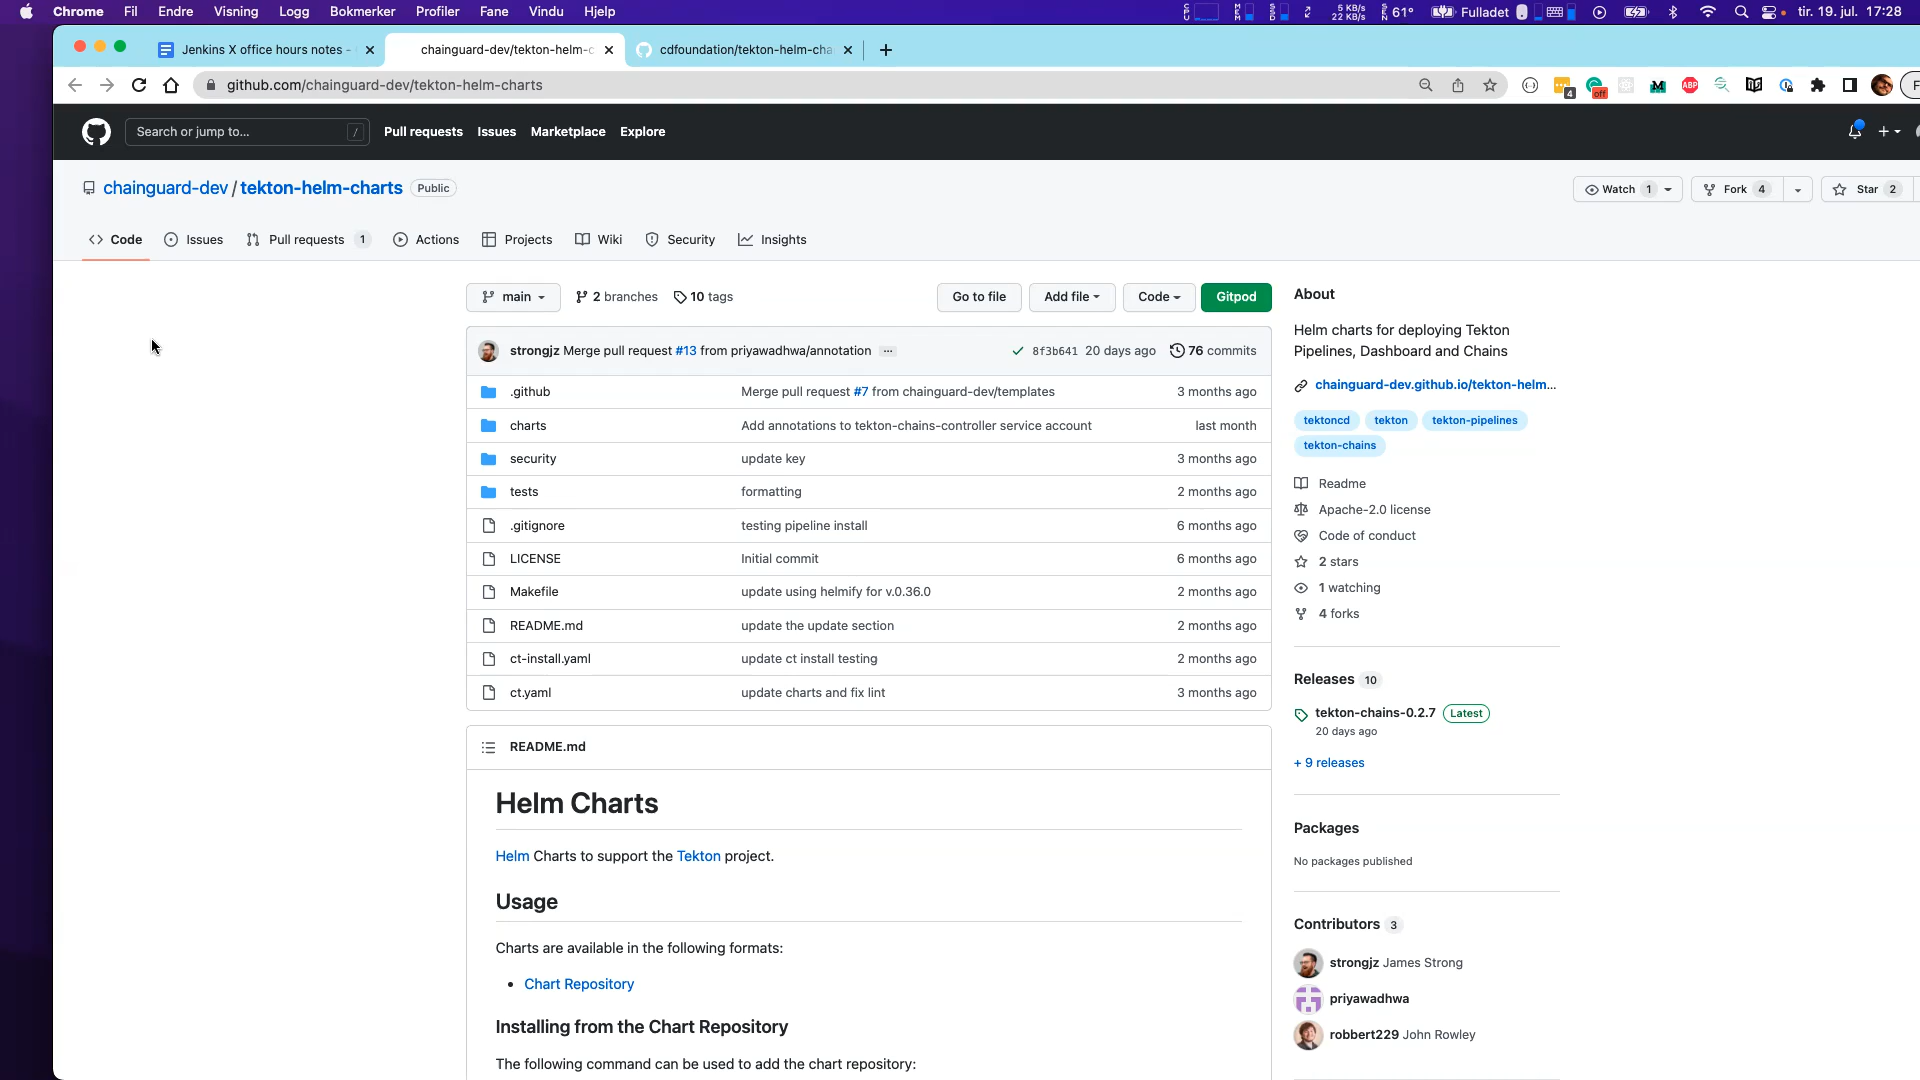 Chrome Fil Endre Visning Logg Bokmerker Profiler Fane Vindu Hjelp 5 KB/s 22 KB/s 61° Fulladet tir. 19. jul. 17:28
Jenkins X office hours notes - chainguard-dev/tekton-helm-c cdfoundation/tekton-helm-cha
github.com/chainguard-dev/tekton-helm-charts 4 off ABP
Search or jump to... / Pull requests Issues Marketplace Explore
chainguard-dev / tekton-helm-charts Public Watch 1 Fork 4 Star 2
Code Issues Pull requests 1 Actions Projects Wiki Security Insights
main 2 branches 10 tags Go to file Add file Code Gitpod
strongjz Merge pull request #13 from priyawadhwa/annotation ... 8f3b641 20 days ago 76 commits
.github Merge pull request #7 from chainguard-dev/templates 3 months ago
charts Add annotations to tekton-chains-controller service account last month
security update key 3 months ago
tests formatting 2 months ago
.gitignore testing pipeline install 6 months ago
LICENSE Initial commit 6 months ago
Makefile update using helmify for v.0.36.0 2 months ago
README.md update the update section 2 months ago
ct-install.yaml update ct install testing 2 months ago
ct.yaml update charts and fix lint 3 months ago
README.md
Helm Charts
Helm Charts to support the Tekton project.
Usage
Charts are available in the following formats:
• Chart Repository
Installing from the Chart Repository
The following command can be used to add the chart repository:
About
Helm charts for deploying Tekton
Pipelines, Dashboard and Chains
chainguard-dev.github.io/tekton-helm...
tektoncd tekton tekton-pipelines
tekton-chains
Readme
Apache-2.0 license
Code of conduct
2 stars
1 watching
4 forks
Releases 10
tekton-chains-0.2.7 Latest
20 days ago
+ 9 releases
Packages
No packages published
Contributors 3
strongjz James Strong
priyawadhwa
robbert229 John Rowley